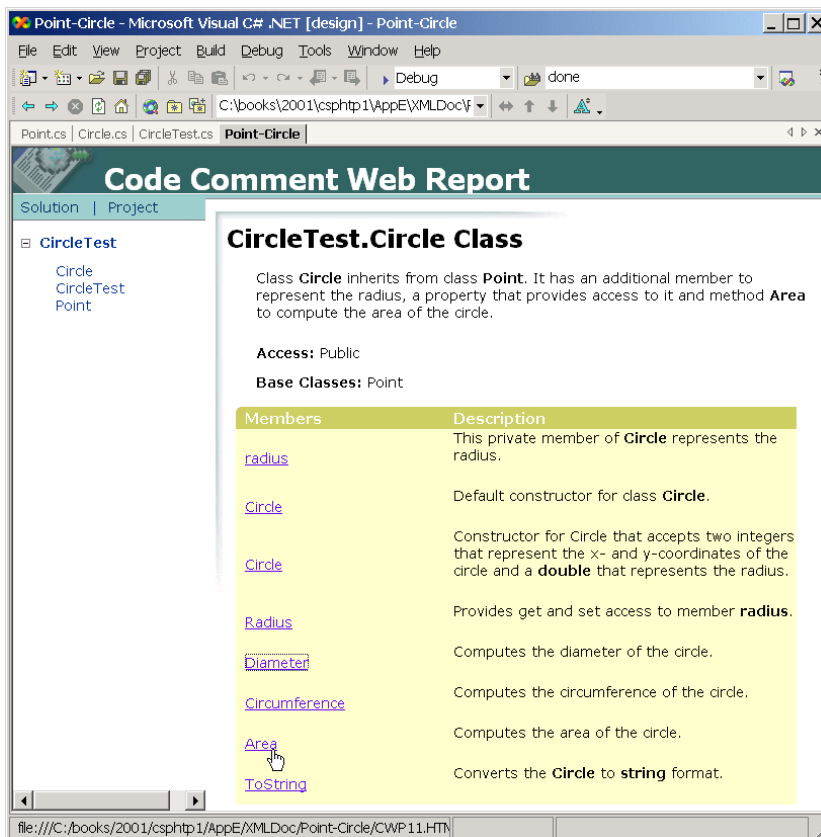 Point-Circle - Microsoft Visual C# .NET [design] - Point-Circle
File Edit View Project Build Debug Tools Window Help
Debug done
C:\books\2001\csphtp1\AppE\XMLDoc\
Point.cs | Circle.cs | CircleTest.cs Point-Circle
Code Comment Web Report
Solution | Project
CircleTest
Circle
CircleTest
Point
CircleTest.Circle Class
Class Circle inherits from class Point. It has an additional member to
represent the radius, a property that provides access to it and method Area
to compute the area of the circle.
Access: Public
Base Classes: Point
Members Description
This private member of Circle represents the
radius.
radius
Default constructor for class Circle.
Circle
Constructor for Circle that accepts two integers
that represent the x- and y-coordinates of the
circle and a double that represents the radius.
Circle
Provides get and set access to member radius.
Radius
Computes the diameter of the circle.
Diameter
Computes the circumference of the circle.
Circumference
Computes the area of the circle.
Area
Converts the Circle to string format.
ToString
file:///C:/books/2001/csphtp1/AppE/XMLDoc/Point-Circle/CWP11.HTM